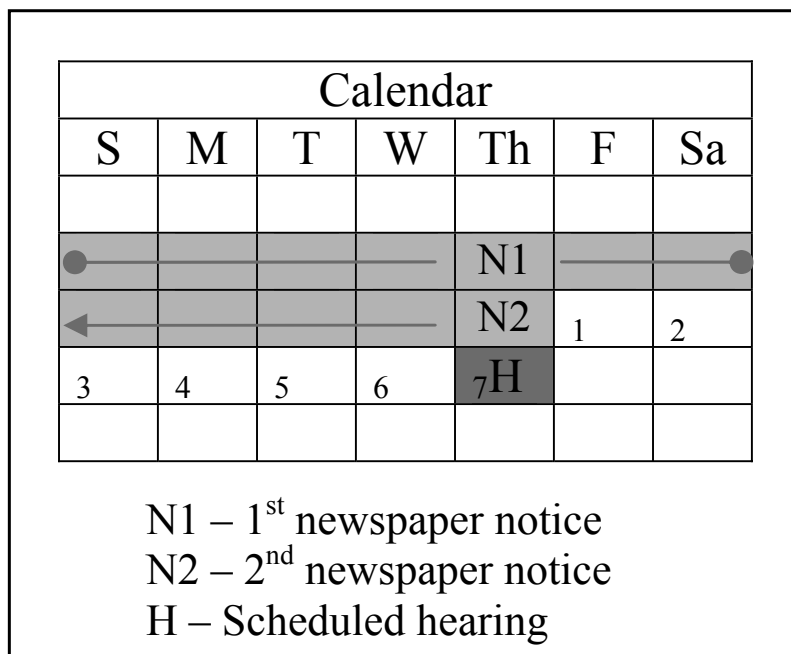 Calendar
S M T W Th F Sa
N1
N2 1 2
3 4 5 6 7H
N1 – 1st newspaper notice
N2 – 2nd newspaper notice
H – Scheduled hearing